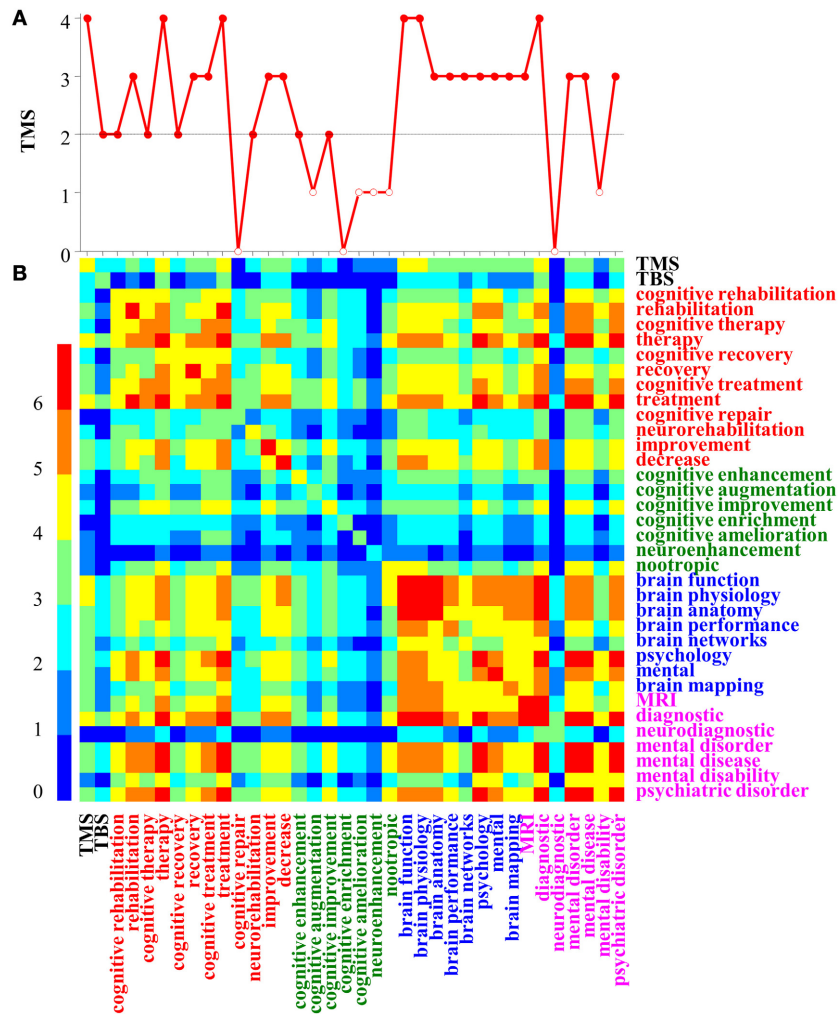 A
4
3
2
1
0
TMS
B
TMS
TBS
cognitive rehabilitation
rehabilitation
cognitive therapy
therapy
cognitive recovery
recovery
cognitive treatment
treatment
cognitive repair
neurorehabilitation
improvement
decrease
cognitive enhancement
cognitive augmentation
cognitive improvement
cognitive enrichment
cognitive amelioration
neuroenhancement
nootropic
brain function
brain physiology
brain anatomy
brain performance
brain networks
psychology
mental
brain mapping
MRI
diagnostic
neurodiagnostic
mental disorder
mental disease
mental disability
psychiatric disorder
6
5
4
3
2
1
0
TMS
TBS
cognitive rehabilitation
rehabilitation
cognitive therapy
therapy
cognitive recovery
recovery
cognitive treatment
treatment
cognitive repair
neurorehabilitation
improvement
decrease
cognitive enhancement
cognitive augmentation
cognitive improvement
cognitive enrichment
cognitive amelioration
neuroenhancement
nootropic
brain function
brain physiology
brain anatomy
brain performance
brain networks
psychology
mental
brain mapping
MRI
diagnostic
neurodiagnostic
mental disorder
mental disease
mental disability
psychiatric disorder